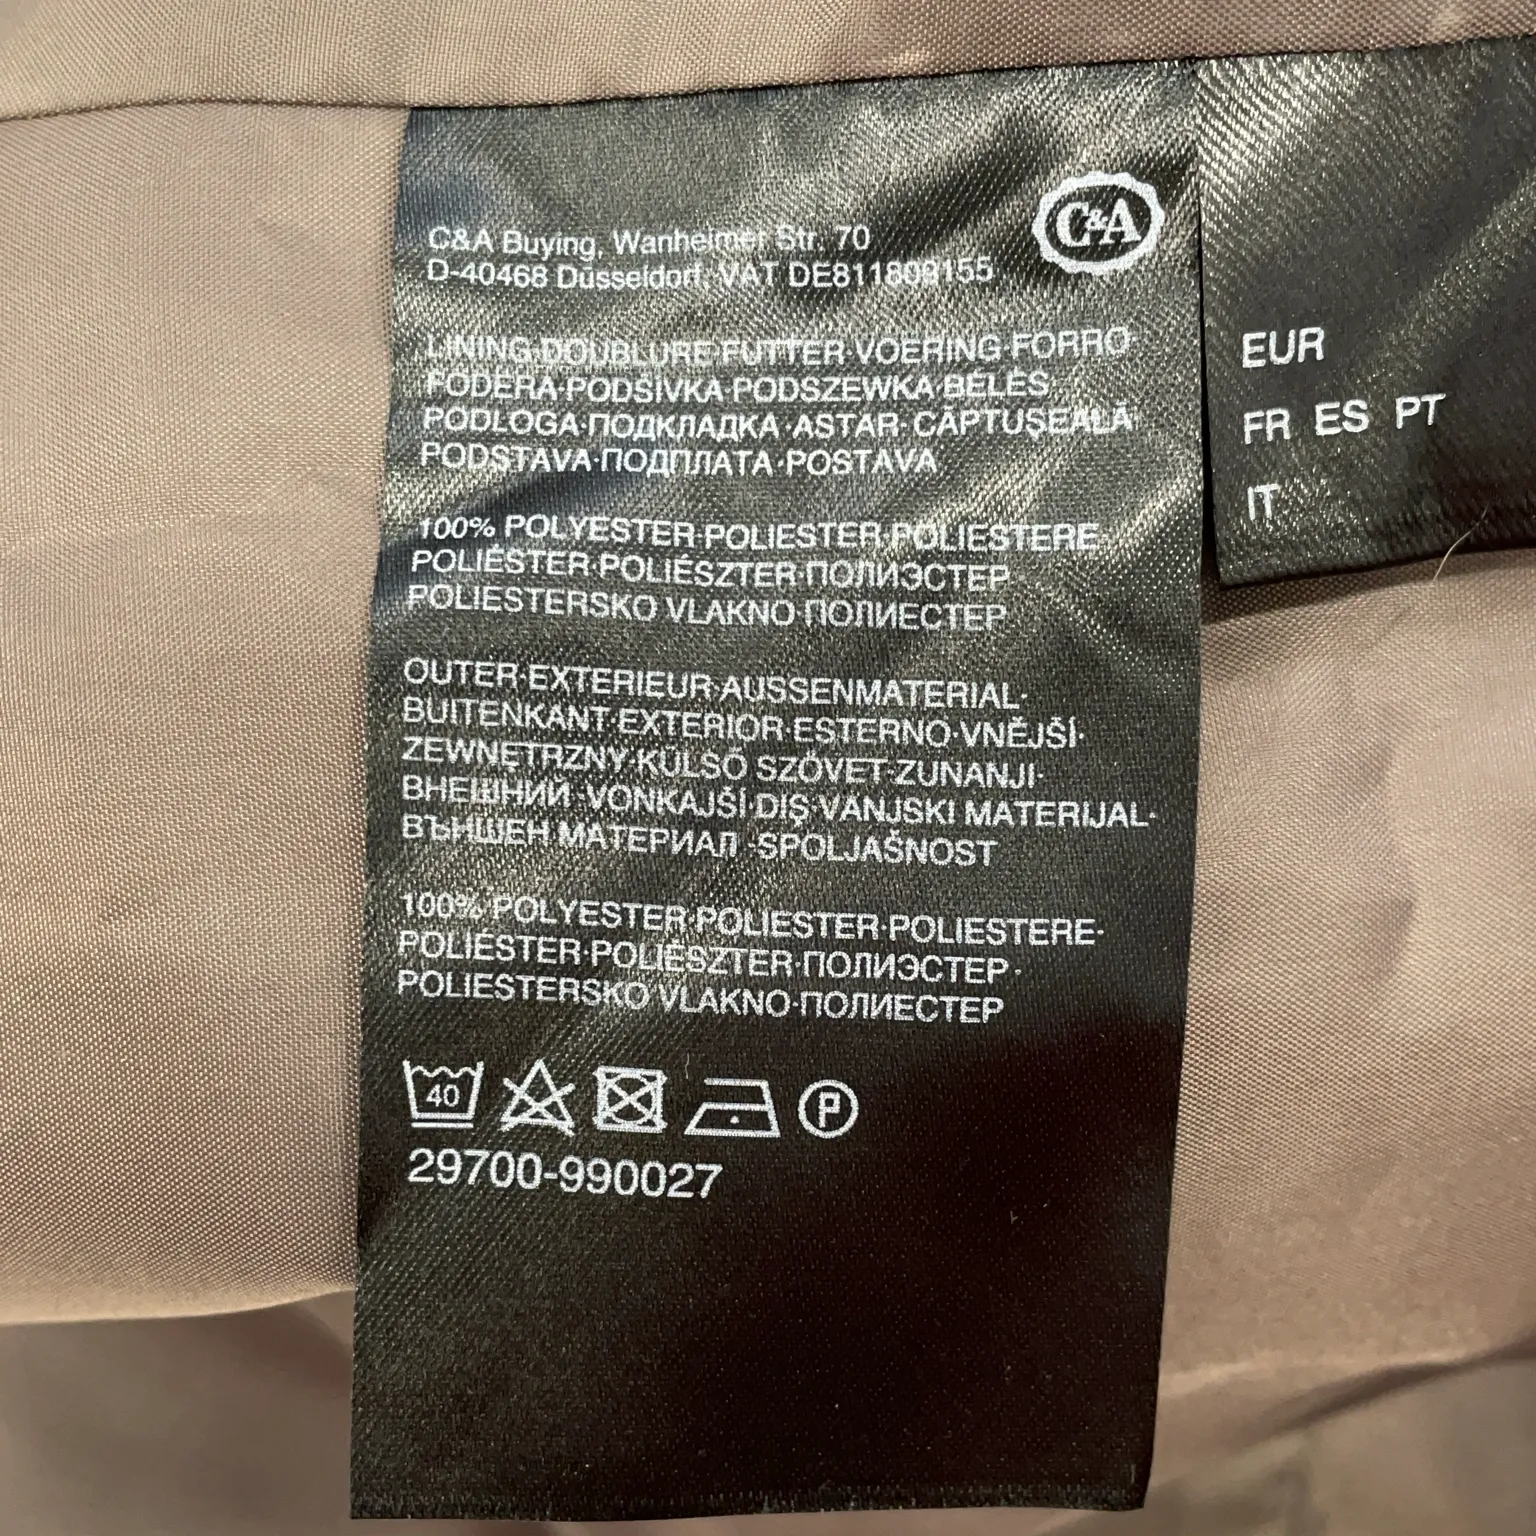 C&A
C&A Buying, Wanheimer Str. 70
D-40468 Düsseldorf, VAT DE811809155
LINING·DOUBLURE·FUTTER·VOERING·FORRO·
FODERA·PODŠÍVKA·PODSZEWKA·BÉLÉS·
PODLOGA·ПОДКЛАДКА·ASTAR·CĂPTUŞEALĂ·
PODSTAVA·ПОДПЛАТА·POSTAVA
100% POLYESTER·POLIESTER·POLIESTERE·
POLIÉSTER·POLIÉSZTER·ПОЛИЭСТЕР·
POLIESTERSKO VLAKNO·ПОЛИЕСТЕР
OUTER·EXTERIEUR·AUSSENMATERIAL·
BUITENKANT·EXTERIOR·ESTERNO·VNĚJŠÍ·
ZEWNĘTRZNY·KÜLSŐ SZÖVET·ZUNANJI·
ВНЕШНИЙ·VONKAJŠÍ·DIŞ·VANJSKI MATERIJAL·
ВЪНШЕН МАТЕРИАЛ·SPOLJAŠNOST
100% POLYESTER·POLIESTER·POLIESTERE·
POLIÉSTER·POLIÉSZTER·ПОЛИЭСТЕР·
POLIESTERSKO VLAKNO·ПОЛИЕСТЕР
40 P
29700-990027
EUR
FR ES PT
IT